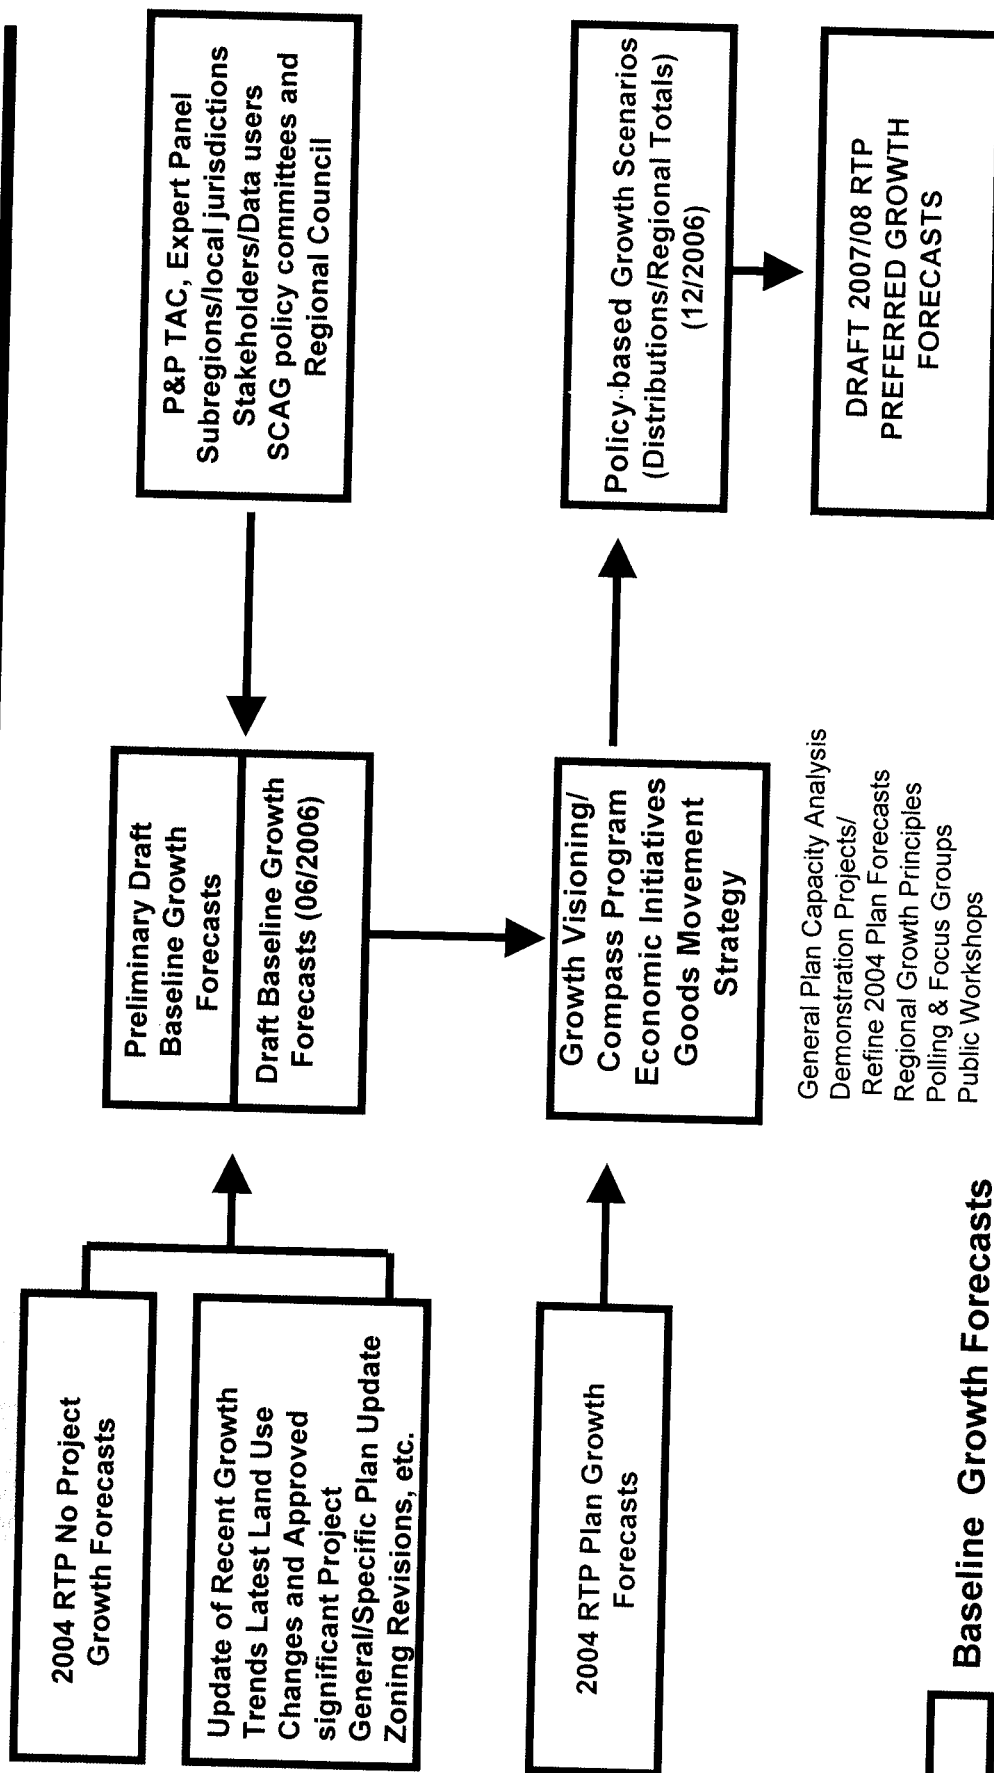 2004 RTP No Project
Growth Forecasts
Update of Recent Growth
Trends Latest Land Use
Changes and Approved
significant Project
General/Specific Plan Update
Zoning Revisions, etc.
Preliminary Draft
Baseline Growth
Forecasts
Draft Baseline Growth
Forecasts (06/2006)
P&P TAC, Expert Panel
Subregions/local jurisdictions
Stakeholders/Data users
SCAG policy committees and
Regional Council
2004 RTP Plan Growth
Forecasts
Growth Visioning/
Compass Program
Economic Initiatives
Goods Movement
Strategy
Policy-based Growth Scenarios
(Distributions/Regional Totals)
(12/2006)
General Plan Capacity Analysis
Demonstration Projects/
Refine 2004 Plan Forecasts
Regional Growth Principles
Polling & Focus Groups
Public Workshops
DRAFT 2007/08 RTP
PREFERRED GROWTH
FORECASTS
Baseline Growth Forecasts